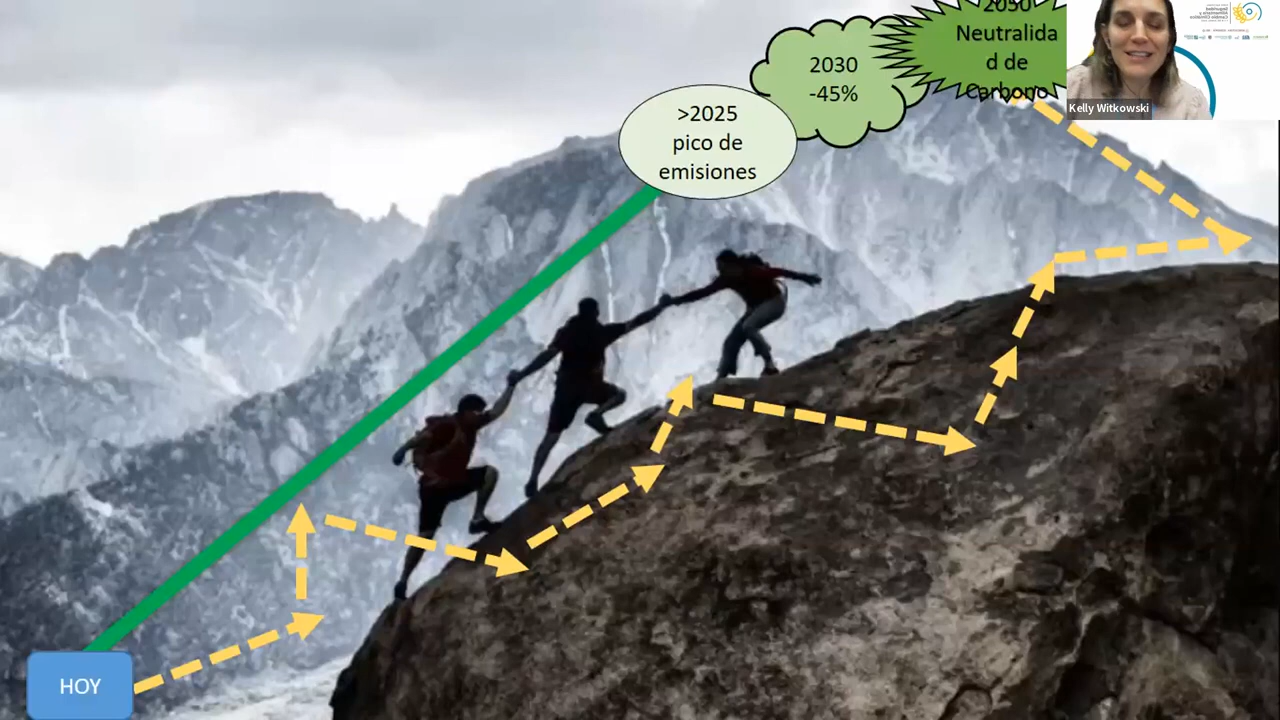 2050
Neutralida
d de
Carbono
2030
-45%
>2025
pico de
emisiones
Kelly Witkowski
HOY